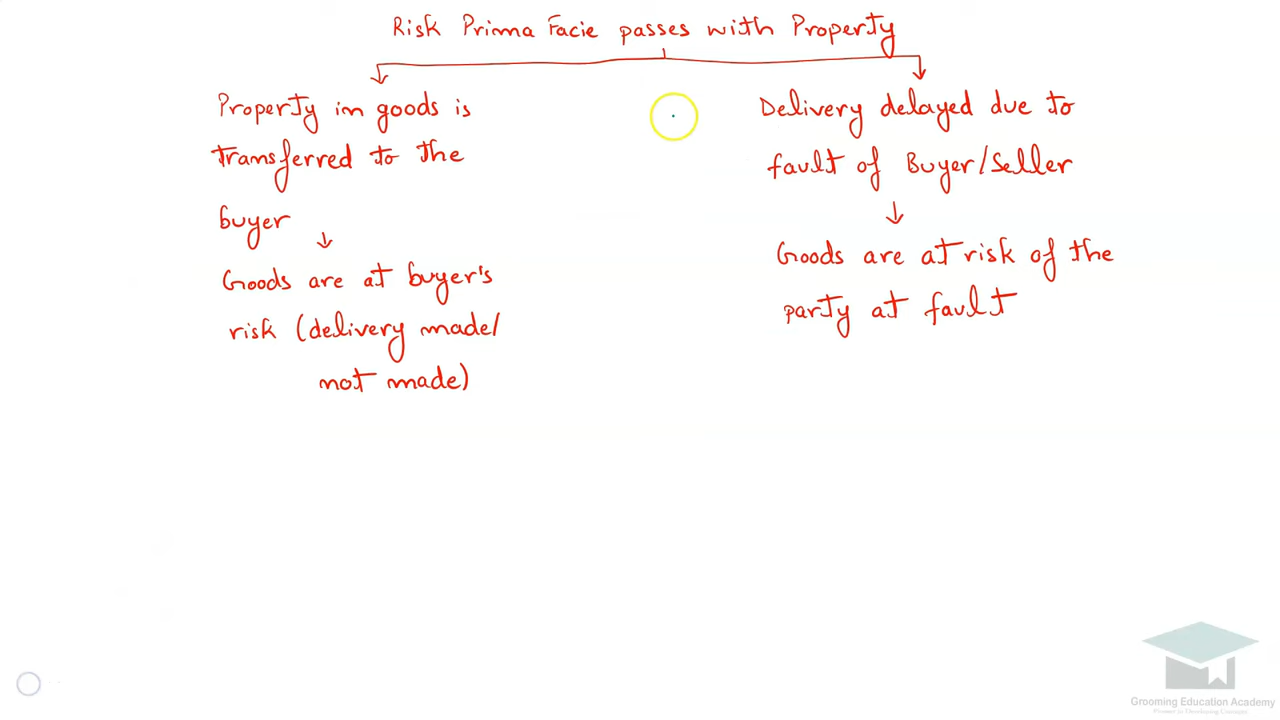 Risk Prima Facie passes with Property
Property in goods is
transferred to the
buyer
Goods are at buyer's
risk (delivery made/
not made)
Delivery delayed due to
fault of Buyer/Seller
Goods are at risk of the
party at fault
Grooming Education Academy